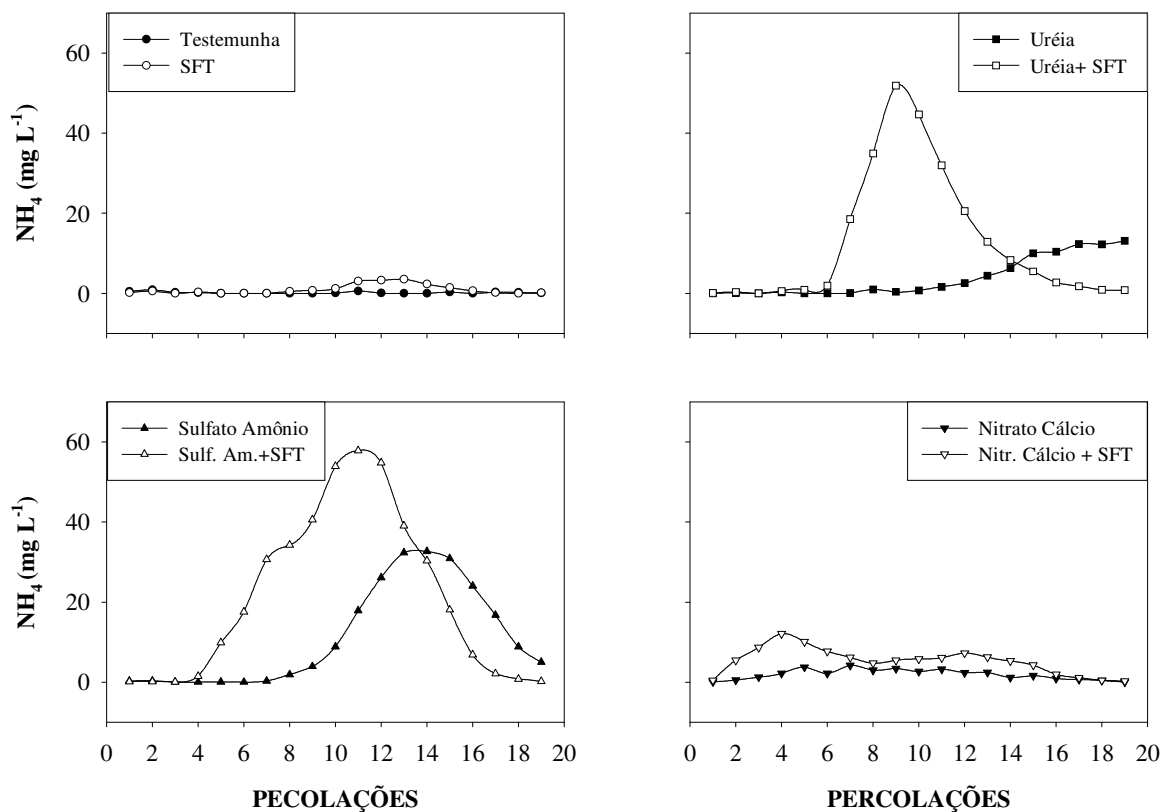 Testemunha
SFT
60
40
20
0
NH4 (mg L-1)
Uréia
Uréia+ SFT
Sulfato Amônio
Sulf. Am.+SFT
60
40
20
0
NH4 (mg L-1)
0 2 4 6 8 10 12 14 16 18 20
PECOLAÇÕES
Nitrato Cálcio
Nitr. Cálcio + SFT
0 2 4 6 8 10 12 14 16 18 20
PERCOLAÇÕES